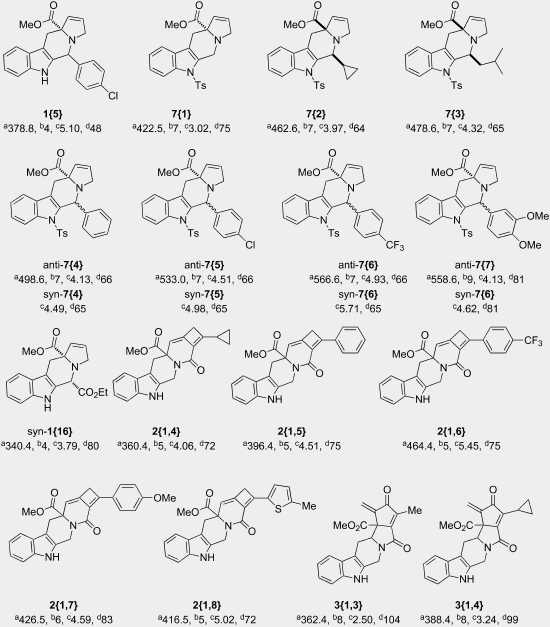 O O O
MeO MeO MeO
N N N
N N N
H Ts Ts Ts
Cl
1{5} 7{1} 7{2} 7{3}
a378.8, b4, c5.10, d48 a422.5, b7, c3.02, d75 a462.6, b7, c3.97, d64 a478.6, b7, c4.32, d65
O O O O
MeO MeO MeO MeO
N N N N
N N N N OMe
Ts Ts Ts Ts
Cl CF3 OMe
anti-7{4} anti-7{5} anti-7{6} anti-7{7}
a498.6, b7, c4.13, d66 a533.0, b7, c4.51, d66 a566.6, b7, c4.93, d66 a558.6, b9, c4.13, d81
syn-7{4} syn-7{5} syn-7{6} syn-7{6}
c4.49, d65 c4.98, d65 c5.71, d65 c4.62, d81
O O O O CF3
MeO MeO MeO MeO
N N O N O N O
CO2Et
N H NH NH NH
syn-1{16} 2{1,4} 2{1,5} 2{1,6}
a340.4, b4, c3.79, d80 a360.4, b5, c4.06, d72 a396.4, b5, c4.51, d75 a464.4, b5, c5.45, d75
O OMe O S Me O O
MeO MeO MeO2C Me MeO2C
N O N O N O N O
NH NH NH NH
2{1,7} 2{1,8} 3{1,3} 3{1,4}
a426.5, b6, c4.59, d83 a416.5, b5, c5.02, d72 a362.4, b8, c2.50, d104 a388.4, b8, c3.24, d99